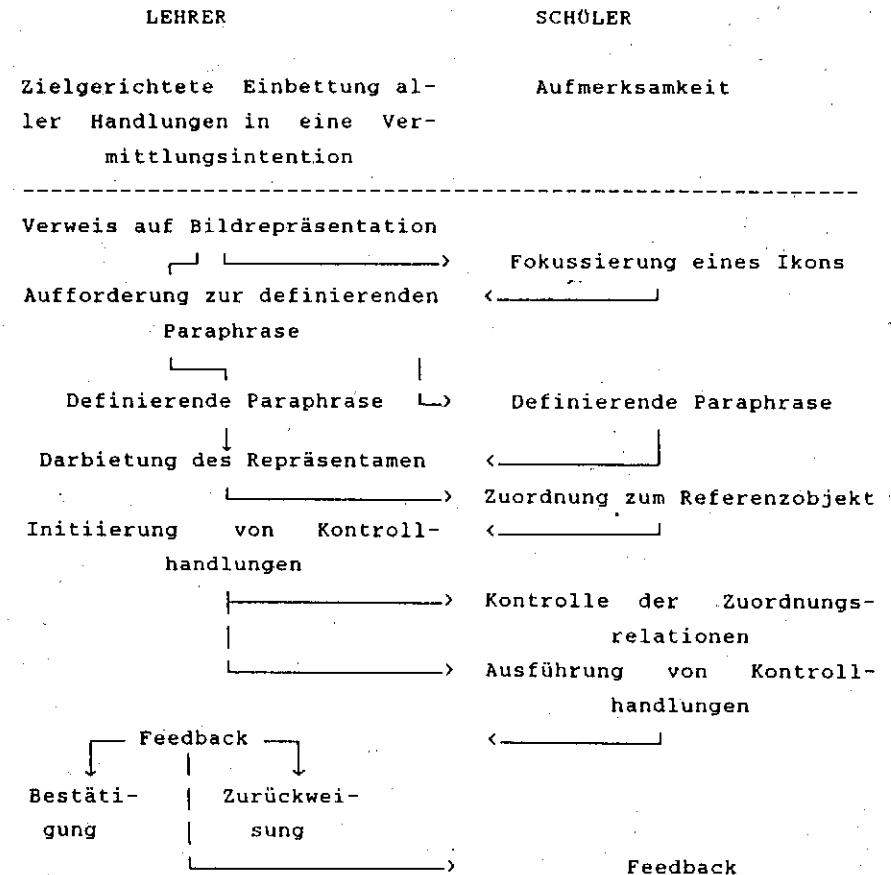 LEHRER SCHÜLER
Zielgerichtete Einbettung al- Aufmerksamkeit
ler Handlungen in eine Ver-
mittlungsintention
Verweis auf Bildrepräsentation
Fokussierung eines Ikons
Aufforderung zur definierenden
Paraphrase
Definierende Paraphrase Definierende Paraphrase
Darbietung des Repräsentamen
Zuordnung zum Referenzobjekt
Initiierung von Kontroll-
handlungen
Kontrolle der Zuordnungs-
relationen
Ausführung von Kontroll-
handlungen
Feedback
Bestäti- Zurückwei-
gung sung
Feedback